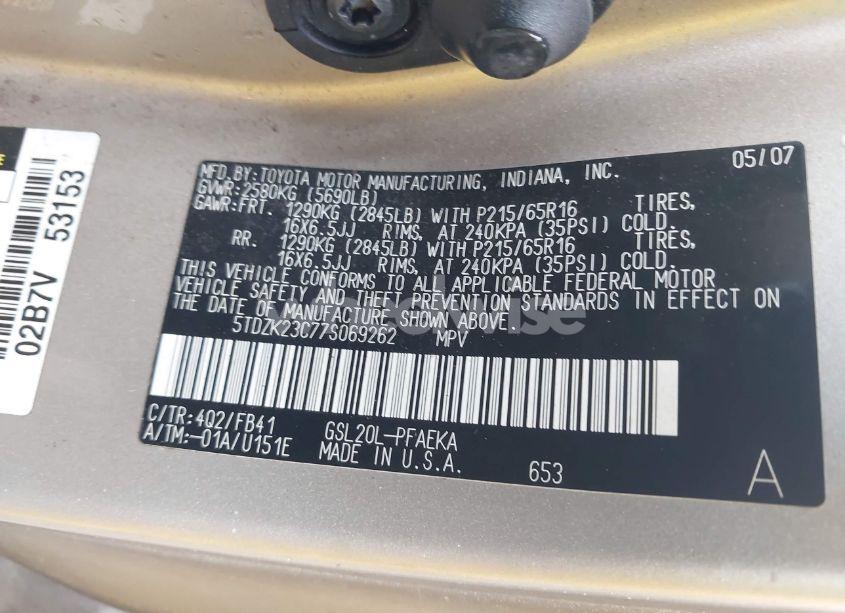 MFD.BY:TOYOTA MOTOR MANUFACTURING, INDIANA, INC. 05/07
GVWR:2580KG (5690LB)
GAWR:FRT. 1290KG (2845LB) WITH P215/65R16 TIRES,
16X6.5JJ RIMS, AT 240KPA (35PSI) COLD.
RR. 1290KG (2845LB) WITH P215/65R16 TIRES,
16X6.5JJ RIMS, AT 240KPA (35PSI) COLD.
THIS VEHICLE CONFORMS TO ALL APPLICABLE FEDERAL MOTOR
VEHICLE SAFETY AND THEFT PREVENTION STANDARDS IN EFFECT ON
THE DATE OF MANUFACTURE SHOWN ABOVE.
5TDZK23C77S069262 MPV
C/TR:4Q2/FB41 GSL20L-PFAEKA
A/TM:-01A/U151E MADE IN U.S.A. 653 A
02B7V 53153